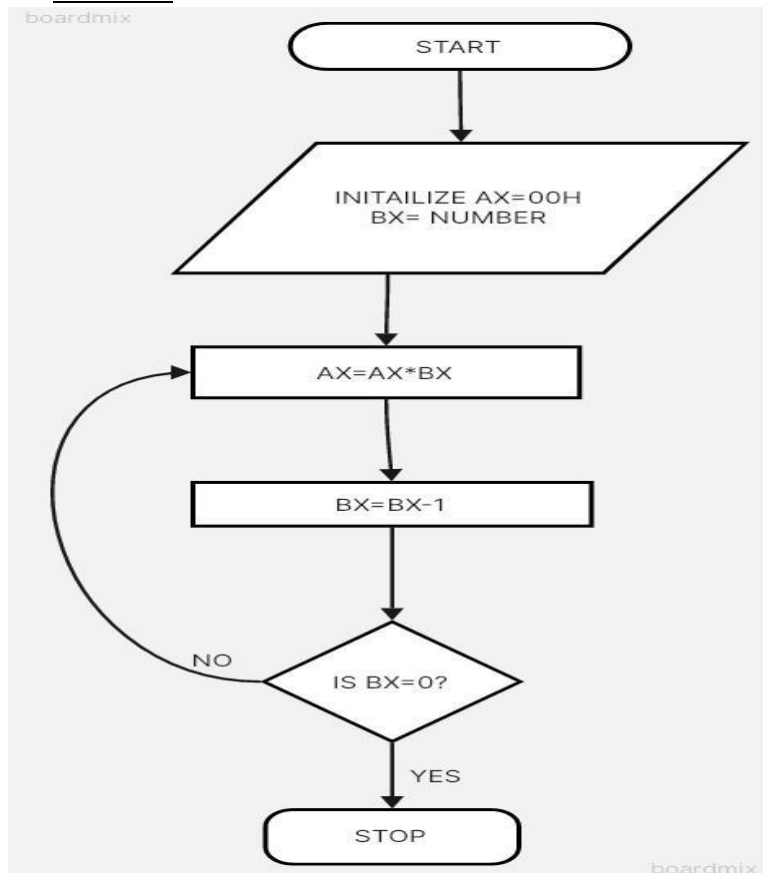 boardmix
START
INITAILIZE AX=00H
BX= NUMBER
AX=AX*BX
BX=BX-1
NO
IS BX=0?
YES
STOP
boardmix